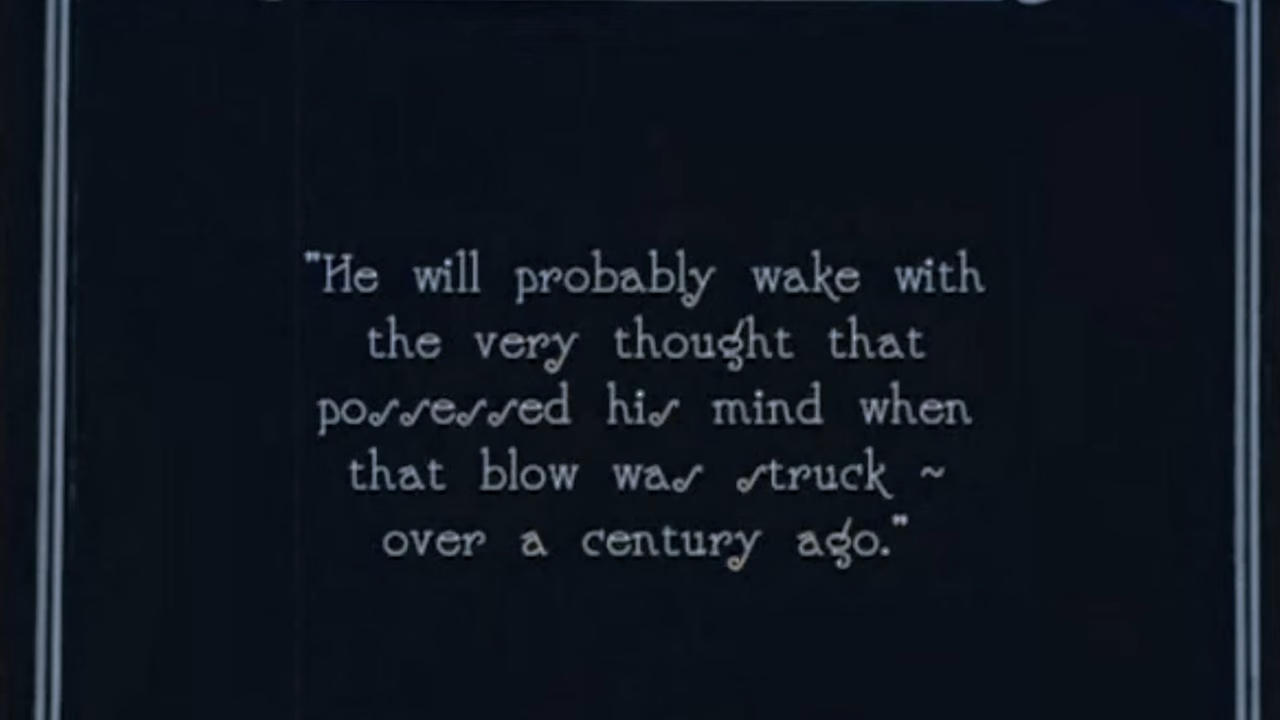 "He will probably wake with
the very thought that
possessed his mind when
that blow was struck ~
over a century ago."